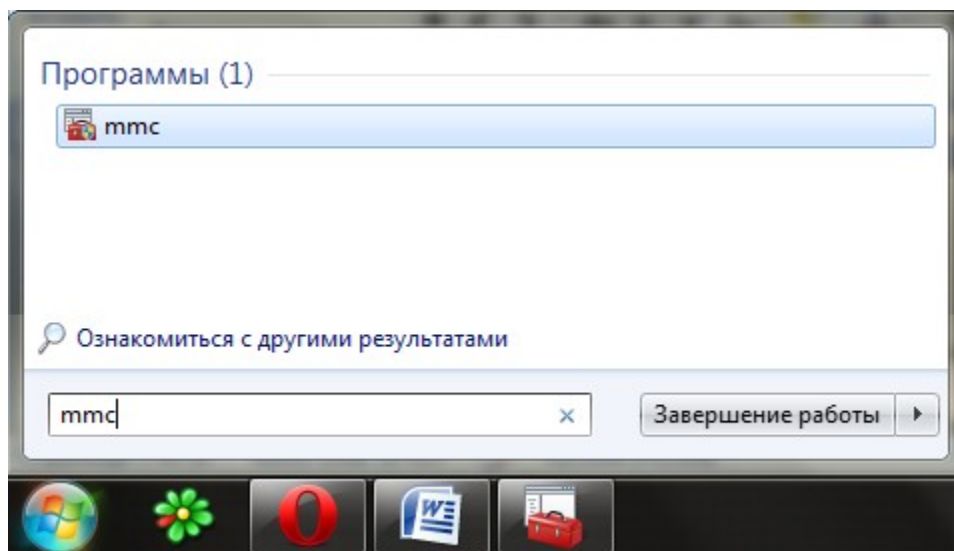 Программы (1)
mmc
Ознакомиться с другими результатами
mmc
Завершение работы